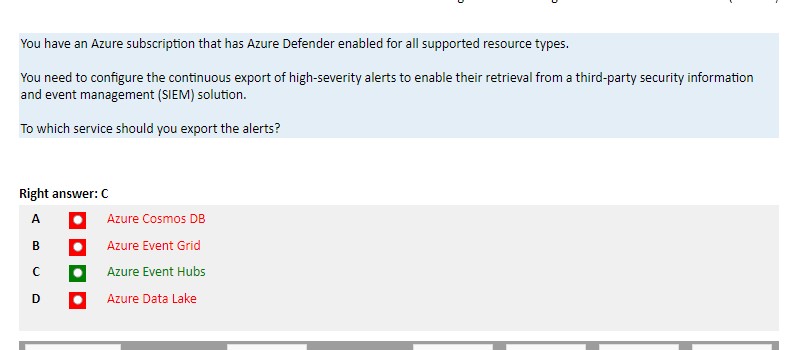 You have an Azure subscription that has Azure Defender enabled for all supported resource types.
You need to configure the continuous export of high-severity alerts to enable their retrieval from a third-party security information
and event management (SIEM) solution.
To which service should you export the alerts?
Right answer: C
A Azure Cosmos DB
B Azure Event Grid
C Azure Event Hubs
D Azure Data Lake